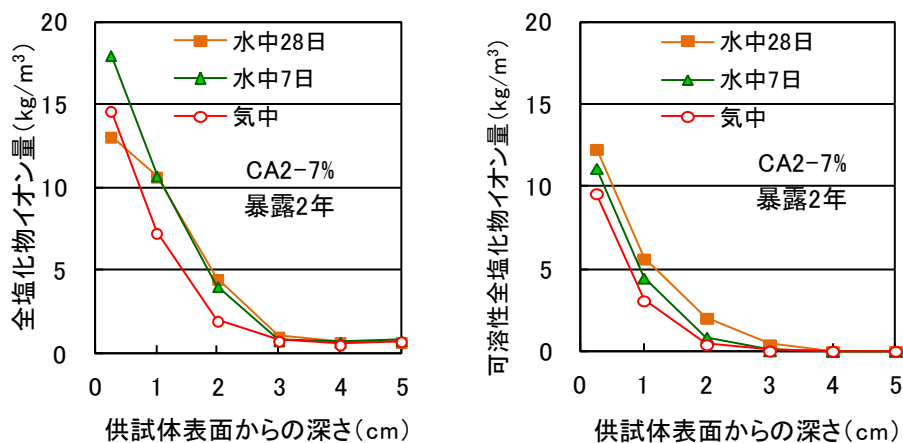 全塩化物イオン量(kg/m³)
20
15
10
5
0
水中28日
水中7日
気中
CA2-7%
暴露2年
0 1 2 3 4 5
供試体表面からの深さ(cm)
可溶性全塩化物イオン量(kg/m³)
20
15
10
5
0
水中28日
水中7日
気中
CA2-7%
暴露2年
0 1 2 3 4 5
供試体表面からの深さ(cm)